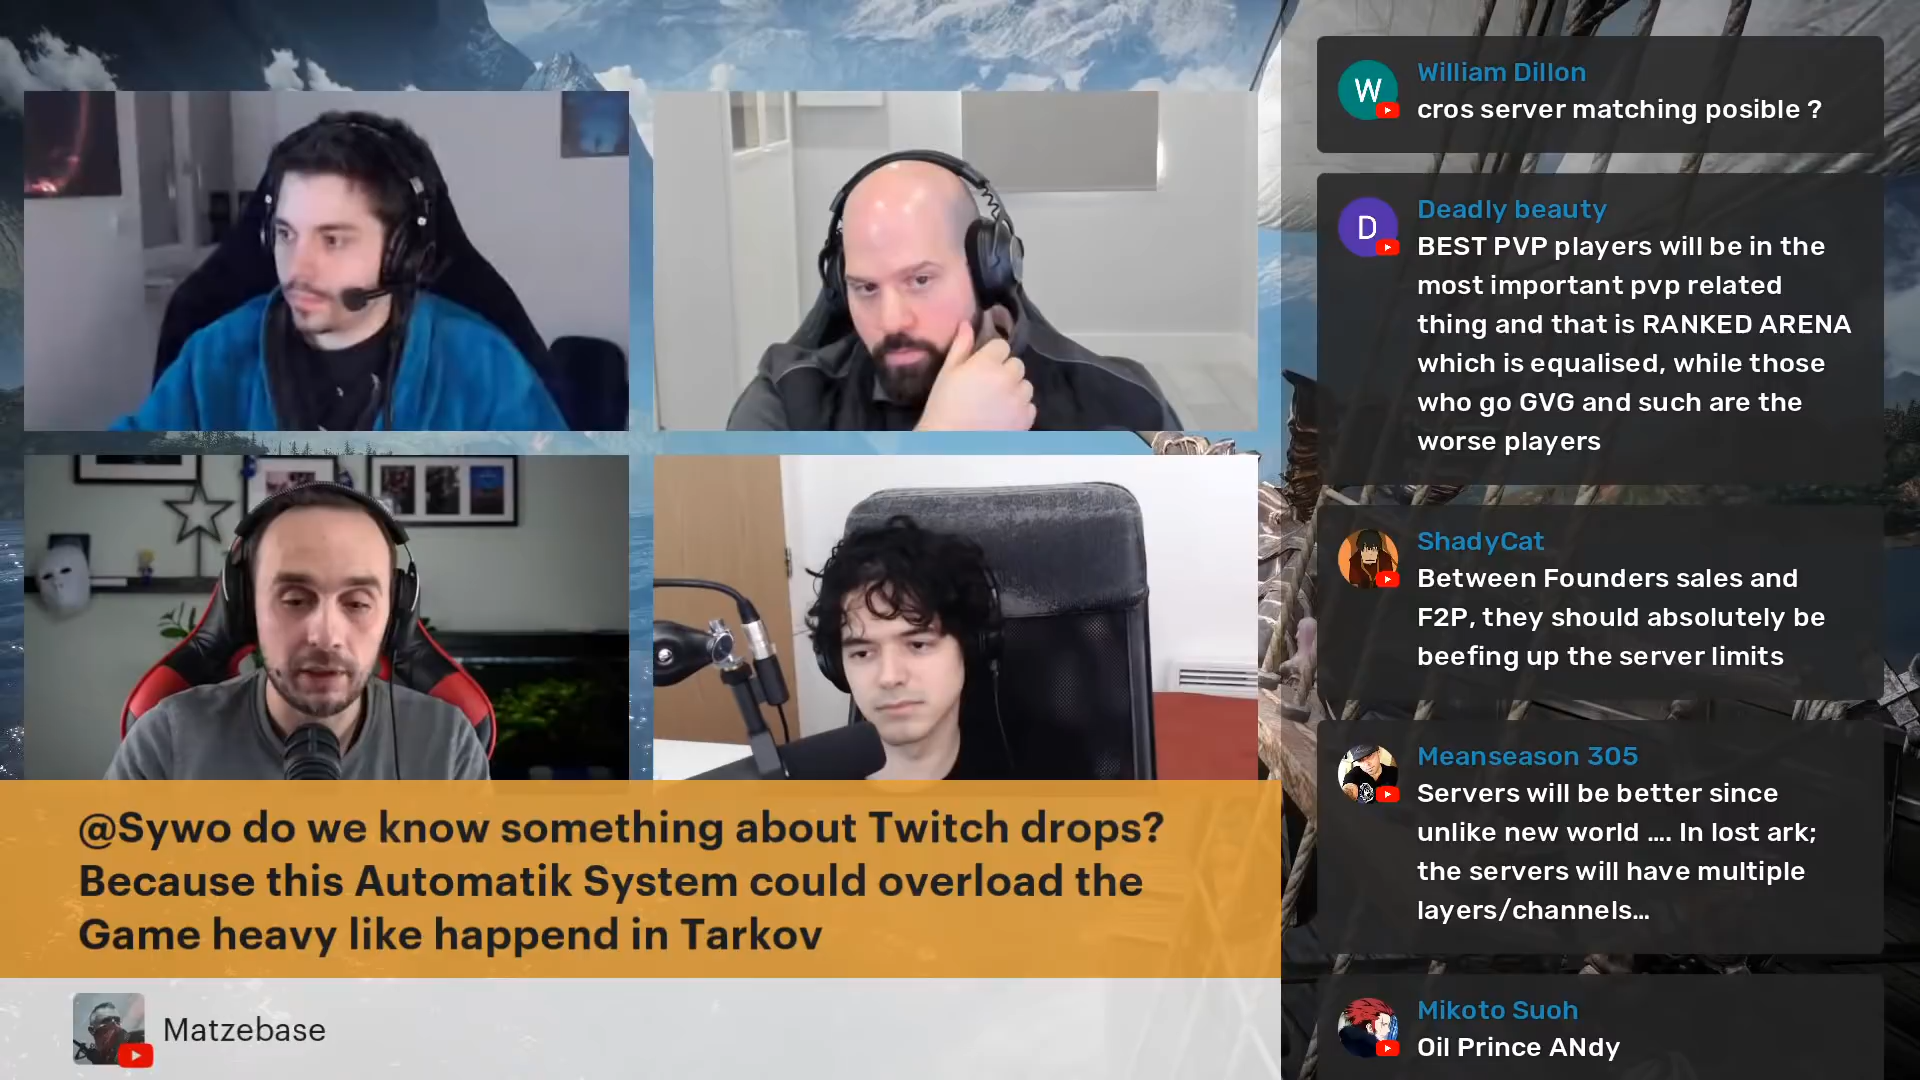 William Dillon
cros server matching posible ?
Deadly beauty
BEST PVP players will be in the
most important pvp related
thing and that is RANKED ARENA
which is equalised, while those
who go GVG and such are the
worse players
ShadyCat
Between Founders sales and
F2P, they should absolutely be
beefing up the server limits
Meanseason 305
Servers will be better since
unlike new world .... In lost ark;
the servers will have multiple
layers/channels...
Mikoto Suoh
Oil Prince ANdy
@Sywo do we know something about Twitch drops?
Because this Automatik System could overload the
Game heavy like happend in Tarkov
Matzebase
W
D